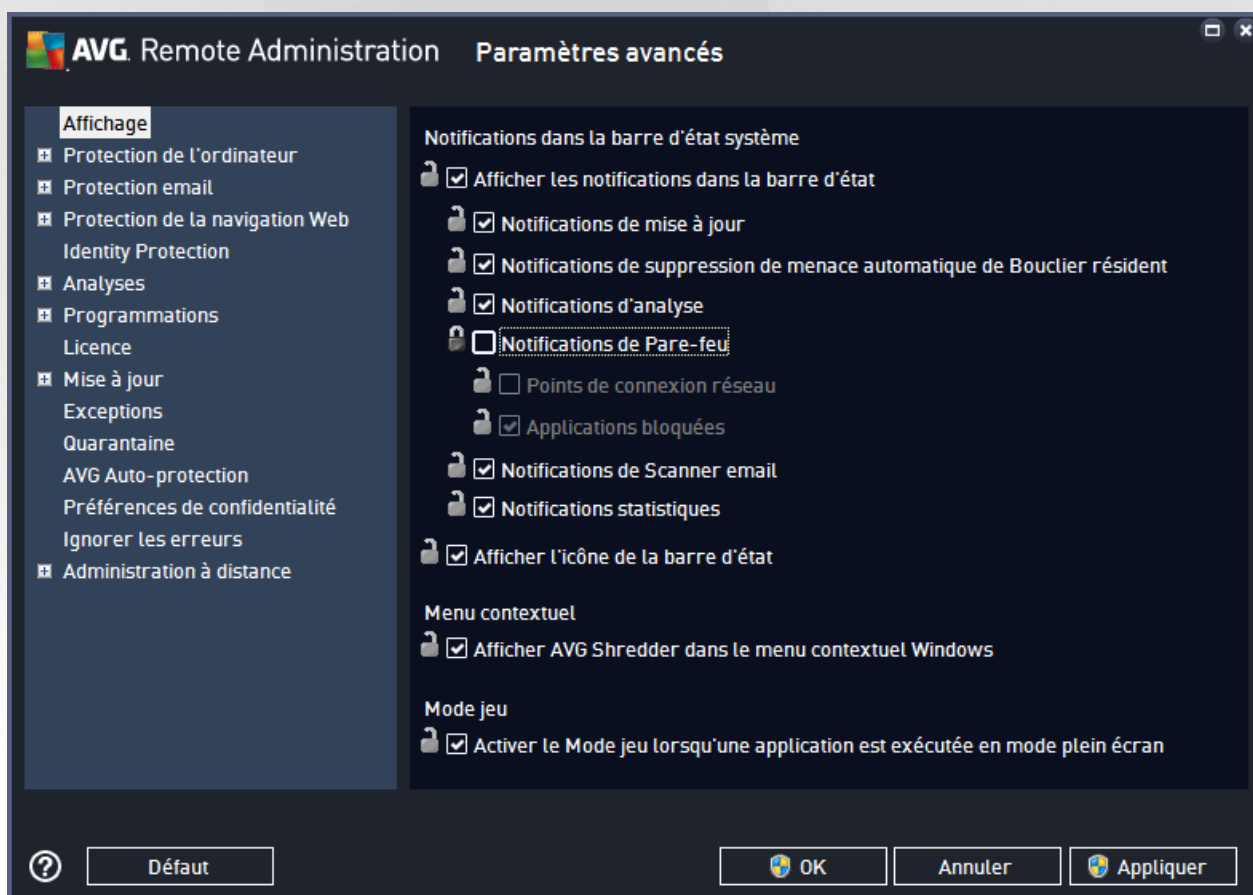 AVG. Remote Administration Paramètres avancés
Affichage
Protection de l'ordinateur
Protection email
Protection de la navigation Web
Identity Protection
Analyses
Programmations
Licence
Mise à jour
Exceptions
Quarantaine
AVG Auto-protection
Préférences de confidentialité
Ignorer les erreurs
Administration à distance
Notifications dans la barre d'état système
Afficher les notifications dans la barre d'état
Notifications de mise à jour
Notifications de suppression de menace automatique de Bouclier résident
Notifications d'analyse
Notifications de Pare-feu
Points de connexion réseau
Applications bloquées
Notifications de Scanner email
Notifications statistiques
Afficher l'icône de la barre d'état
Menu contextuel
Afficher AVG Shredder dans le menu contextuel Windows
Mode jeu
Activer le Mode jeu lorsqu'une application est exécutée en mode plein écran
? Défaut OK Annuler Appliquer